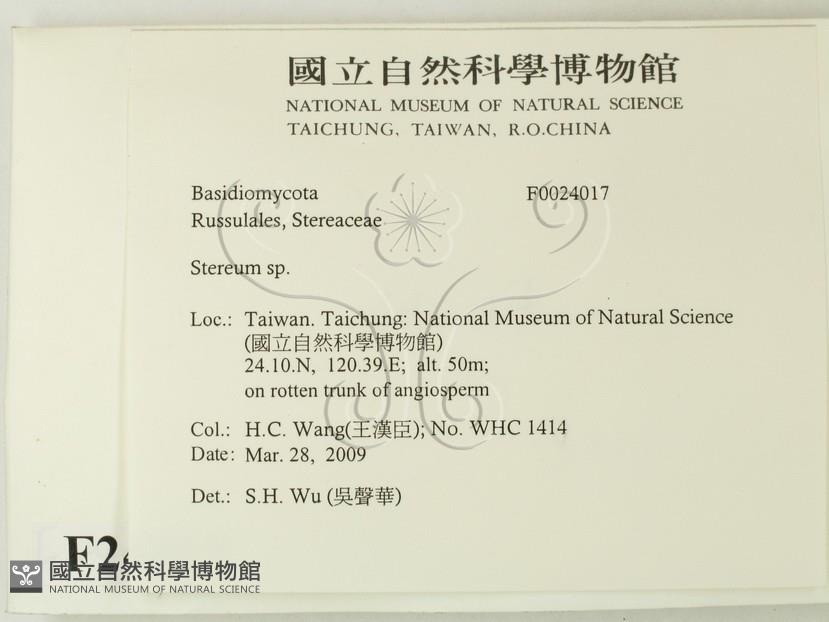 國立自然科學博物館
NATIONAL MUSEUM OF NATURAL SCIENCE
TAICHUNG, TAIWAN, R.O.CHINA
Basidiomycota F0024017
Russulales, Stereaceae
Stereum sp.
Loc.: Taiwan. Taichung: National Museum of Natural Science
(國立自然科學博物館)
24.10.N, 120.39.E; alt. 50m;
on rotten trunk of angiosperm
Col.: H.C. Wang(王漢臣); No. WHC 1414
Date: Mar. 28, 2009
Det.: S.H. Wu (吳聲華)
國立自然科學博物館
NATIONAL MUSEUM OF NATURAL SCIENCE